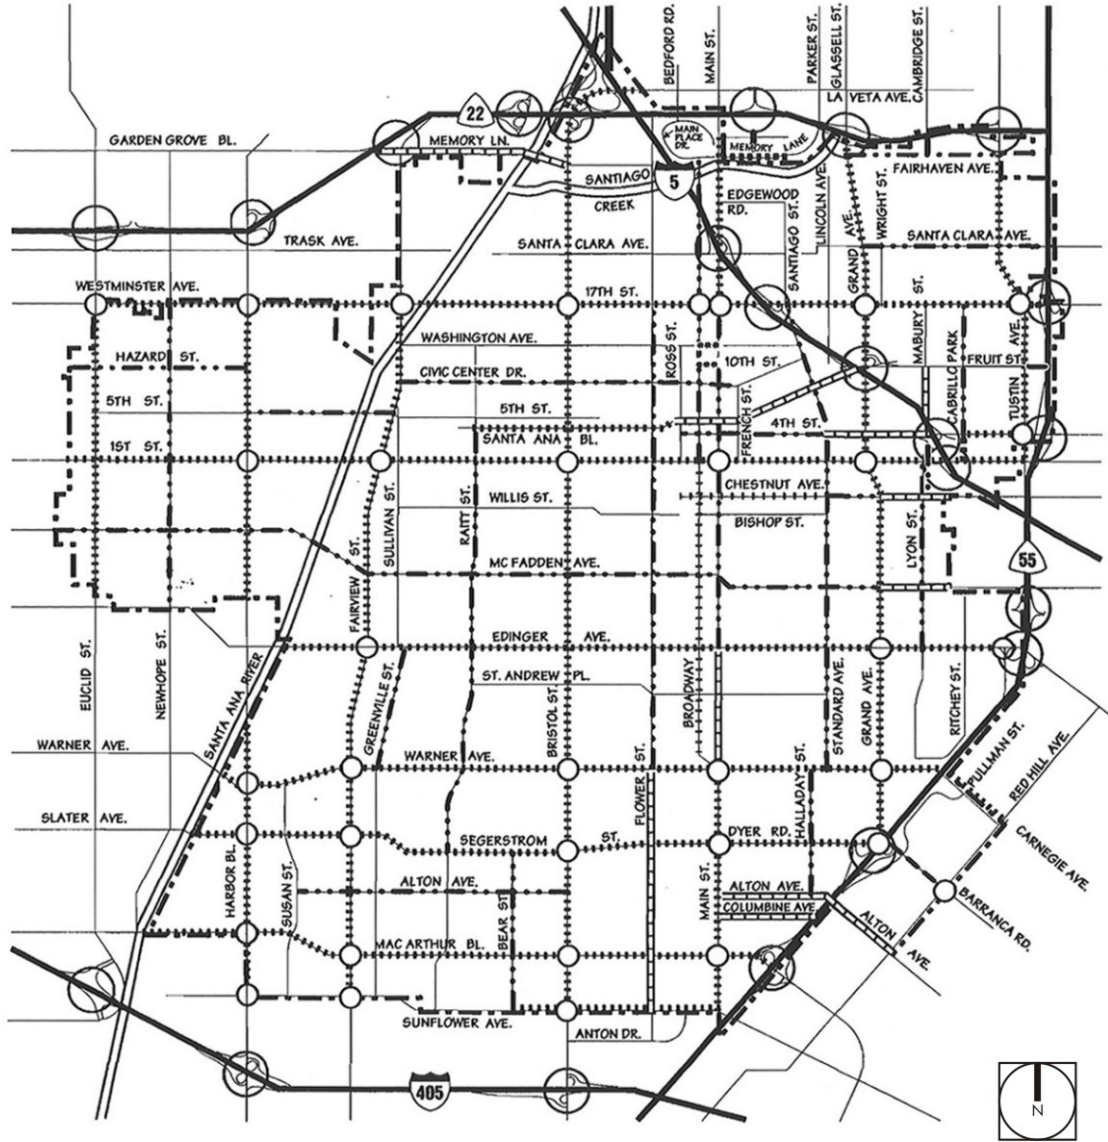 BEDFORD RD.
MAIN ST.
PARKER ST.
GLASSELL ST.
CAMBRIDGE ST.
LA VETA AVE.
22
GARDEN GROVE BL.
MEMORY LN.
MAIN
PLACE
DR.
MEMORY LANE
FAIRHAVEN AVE.
SANTIAGO
CREEK
5
EDGEWOOD
RD.
SANTIAGO ST.
LINCOLN AVE.
GRAND AVE.
WRIGHT ST.
TRASK AVE.
SANTA CLARA AVE.
SANTA CLARA AVE.
WESTMINSTER AVE.
17TH ST.
WASHINGTON AVE.
ROSS ST.
10TH ST.
MABURY ST.
CABRILLO PARK
FRUIT ST.
TUSTIN AVE.
HAZARD ST.
CIVIC CENTER DR.
5TH ST.
5TH ST.
FRENCH ST.
4TH ST.
1ST ST.
SANTA ANA BL.
SULLIVAN ST.
RAITT ST.
WILLIS ST.
CHESTNUT AVE.
BISHOP ST.
LYON ST.
55
FAIRVIEW ST.
MC FADDEN AVE.
EDINGER AVE.
EUCLID ST.
NEWHOPE ST.
SANTA ANA RIVER
GREENVILLE ST.
ST. ANDREW PL.
BRISTOL ST.
BROADWAY
STANDARD AVE.
GRAND AVE.
RITCHEY ST.
WARNER AVE.
WARNER AVE.
FLOWER ST.
HALLADAY ST.
PULLMAN ST.
RED HILL AVE.
SLATER AVE.
SEGERSTROM ST.
DYER RD.
CARNEGIE AVE.
HARBOR BL.
SUSAN ST.
ALTON AVE.
BEAR ST.
MAIN ST.
ALTON AVE.
COLUMBINE AVE
BARRANCA RD.
ALTON AVE.
MAC ARTHUR BL.
SUNFLOWER AVE.
ANTON DR.
405
N